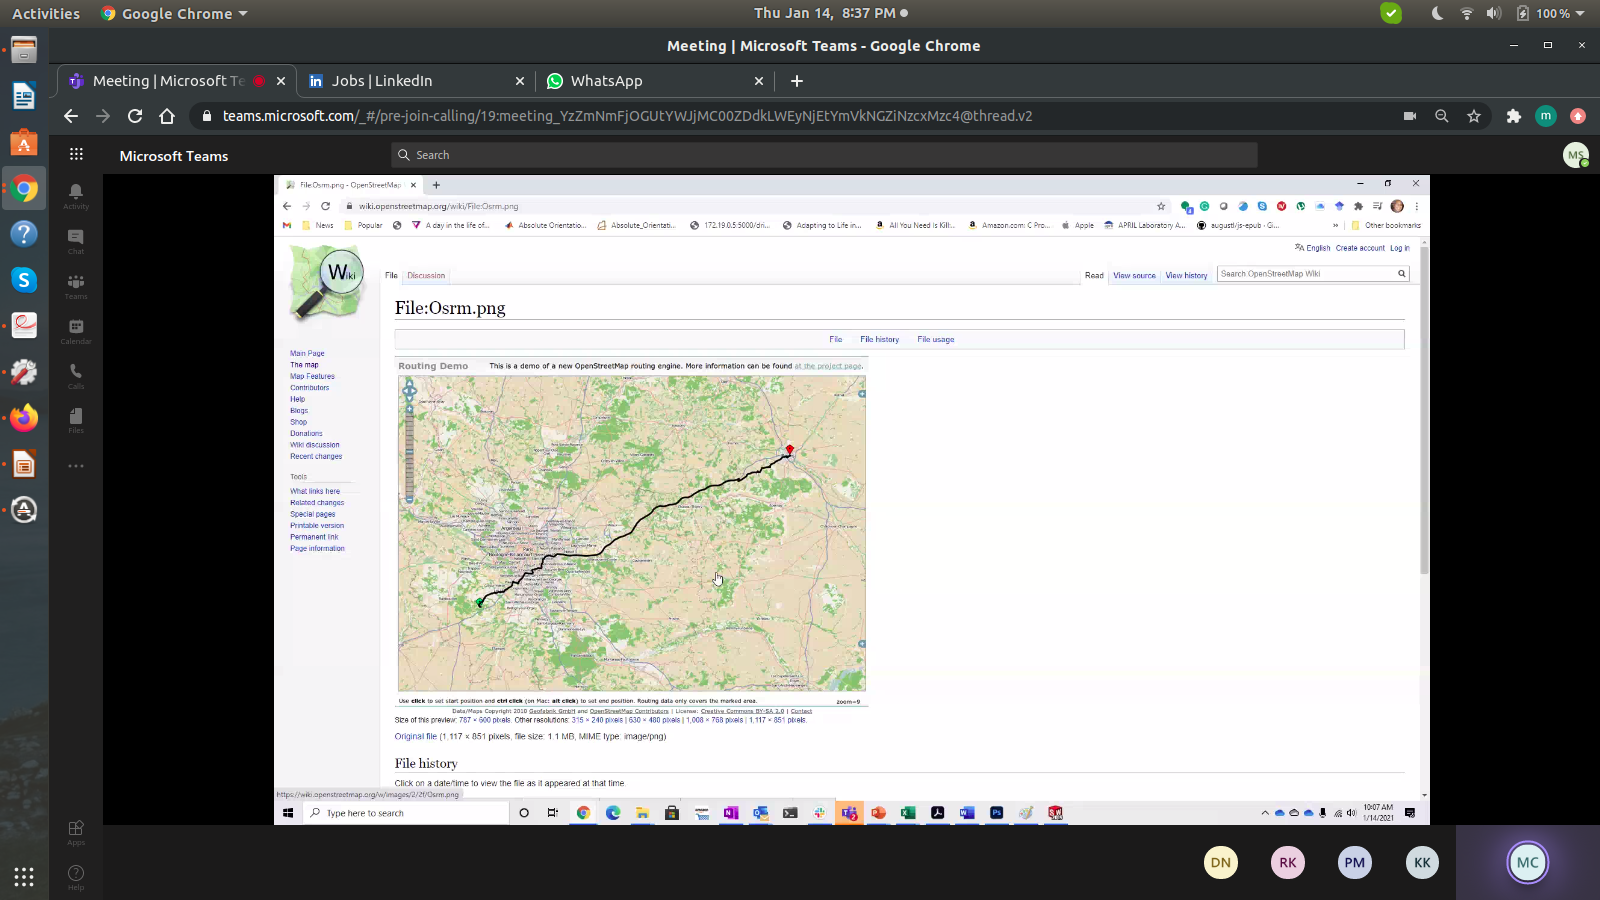 Activities Google Chrome Thu Jan 14, 8:37 PM 100%
Meeting | Microsoft Teams - Google Chrome
Meeting | Microsoft Te Jobs | LinkedIn WhatsApp
teams.microsoft.com/_#/pre-join-calling/19:meeting_YzZmNmFjOGUtYWJjMC00ZDdkLWEyNjEtYmVkNGZiNzcxMzc4@thread.v2 m
Microsoft Teams Search MS
Activity
Chat
Teams
Calendar
Calls
Files
Apps
Help
File:Osrm.png - OpenStreetMap
wiki.openstreetmap.org/wiki/File:Osrm.png
News Popular A day in the life of... Absolute Orientatio... Absolute_Orientati... 172.19.0.5:5000/dri... Adapting to Life in... All You Need Is Kill:... Amazon.com: C Pro... Apple APRIL Laboratory A... augustl/js-epub - Gi... Other bookmarks
English Create account Log in
Wiki
File Discussion Read View source View history Search OpenStreetMap Wiki
File:Osrm.png
File File history File usage
Main Page
The map
Map Features
Contributors
Help
Blogs
Shop
Donations
Wiki discussion
Recent changes
Tools
What links here
Related changes
Special pages
Printable version
Permanent link
Page information
Routing Demo This is a demo of a new OpenStreetMap routing engine. More information can be found at the project page.
Argenteuil
Paris
Use click to set start position and ctrl click (on Mac: alt click) to set end position. Routing data only covers the marked area. zoom=9
Data/Maps Copyright 2010 Geofabrik GmbH and OpenStreetMap Contributors | License: Creative Commons BY-SA 2.0 | Contact
Size of this preview: 787 × 600 pixels. Other resolutions: 315 × 240 pixels | 630 × 480 pixels | 1,008 × 768 pixels | 1,117 × 851 pixels.
Original file (1,117 × 851 pixels, file size: 1.1 MB, MIME type: image/png)
File history
Click on a date/time to view the file as it appeared at that time
https://wiki.openstreetmap.org/w/images/2/2f/Osrm.png
Type here to search 10:07 AM
1/14/2021
DN RK PM KK MC